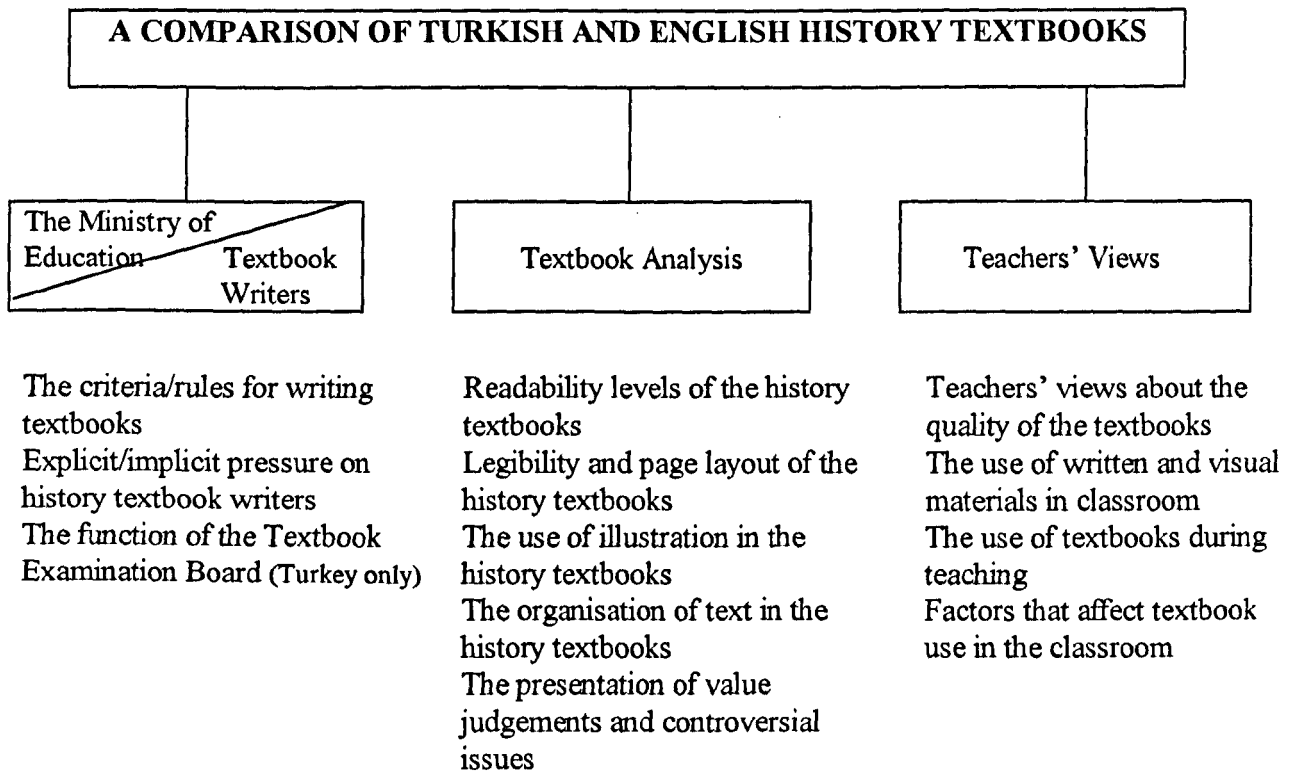 A COMPARISON OF TURKISH AND ENGLISH HISTORY TEXTBOOKS
The Ministry of
Education
Textbook
Writers
Textbook Analysis
Teachers' Views
The criteria/rules for writing
textbooks
Explicit/implicit pressure on
history textbook writers
The function of the Textbook
Examination Board (Turkey only)
Readability levels of the history
textbooks
Legibility and page layout of the
history textbooks
The use of illustration in the
history textbooks
The organisation of text in the
history textbooks
The presentation of value
judgements and controversial
issues
Teachers' views about the
quality of the textbooks
The use of written and visual
materials in classroom
The use of textbooks during
teaching
Factors that affect textbook
use in the classroom